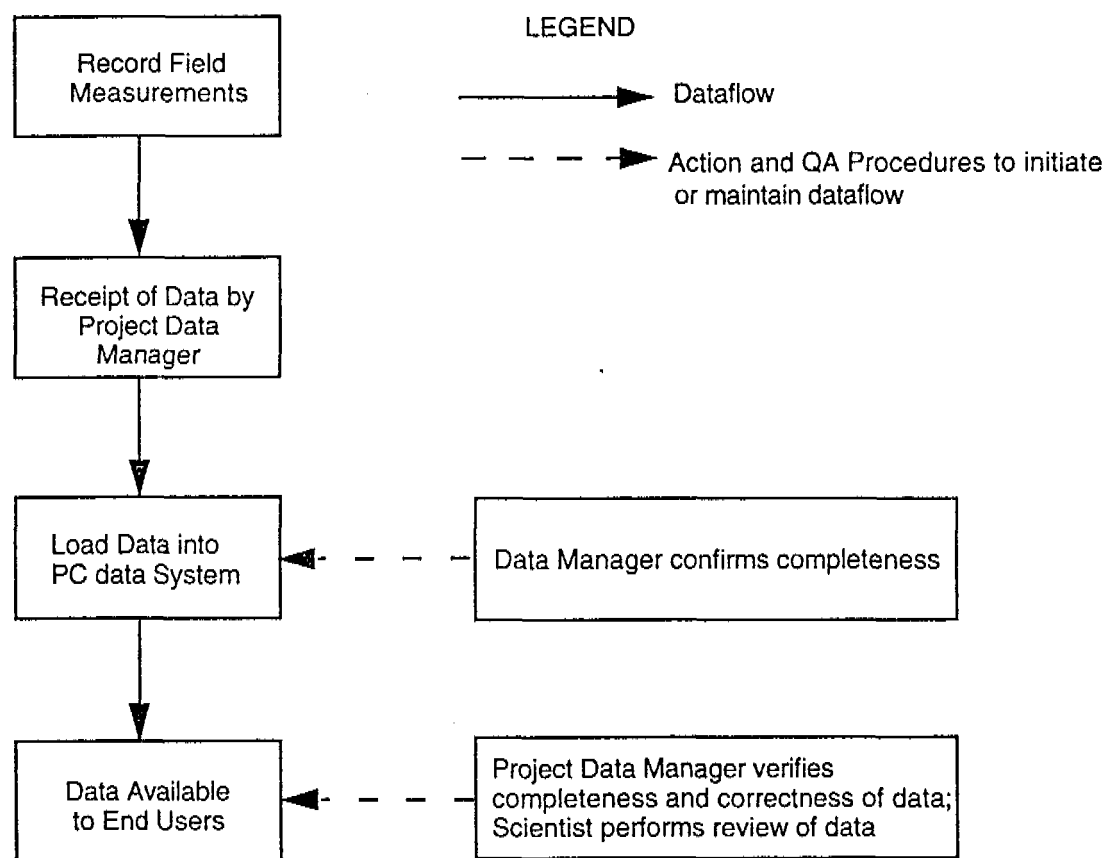 Record Field
Measurements
LEGEND
Dataflow
Action and QA Procedures to initiate
or maintain dataflow
Receipt of Data by
Project Data
Manager
Load Data into
PC data System
Data Manager confirms completeness
Data Available
to End Users
Project Data Manager verifies
completeness and correctness of data;
Scientist performs review of data